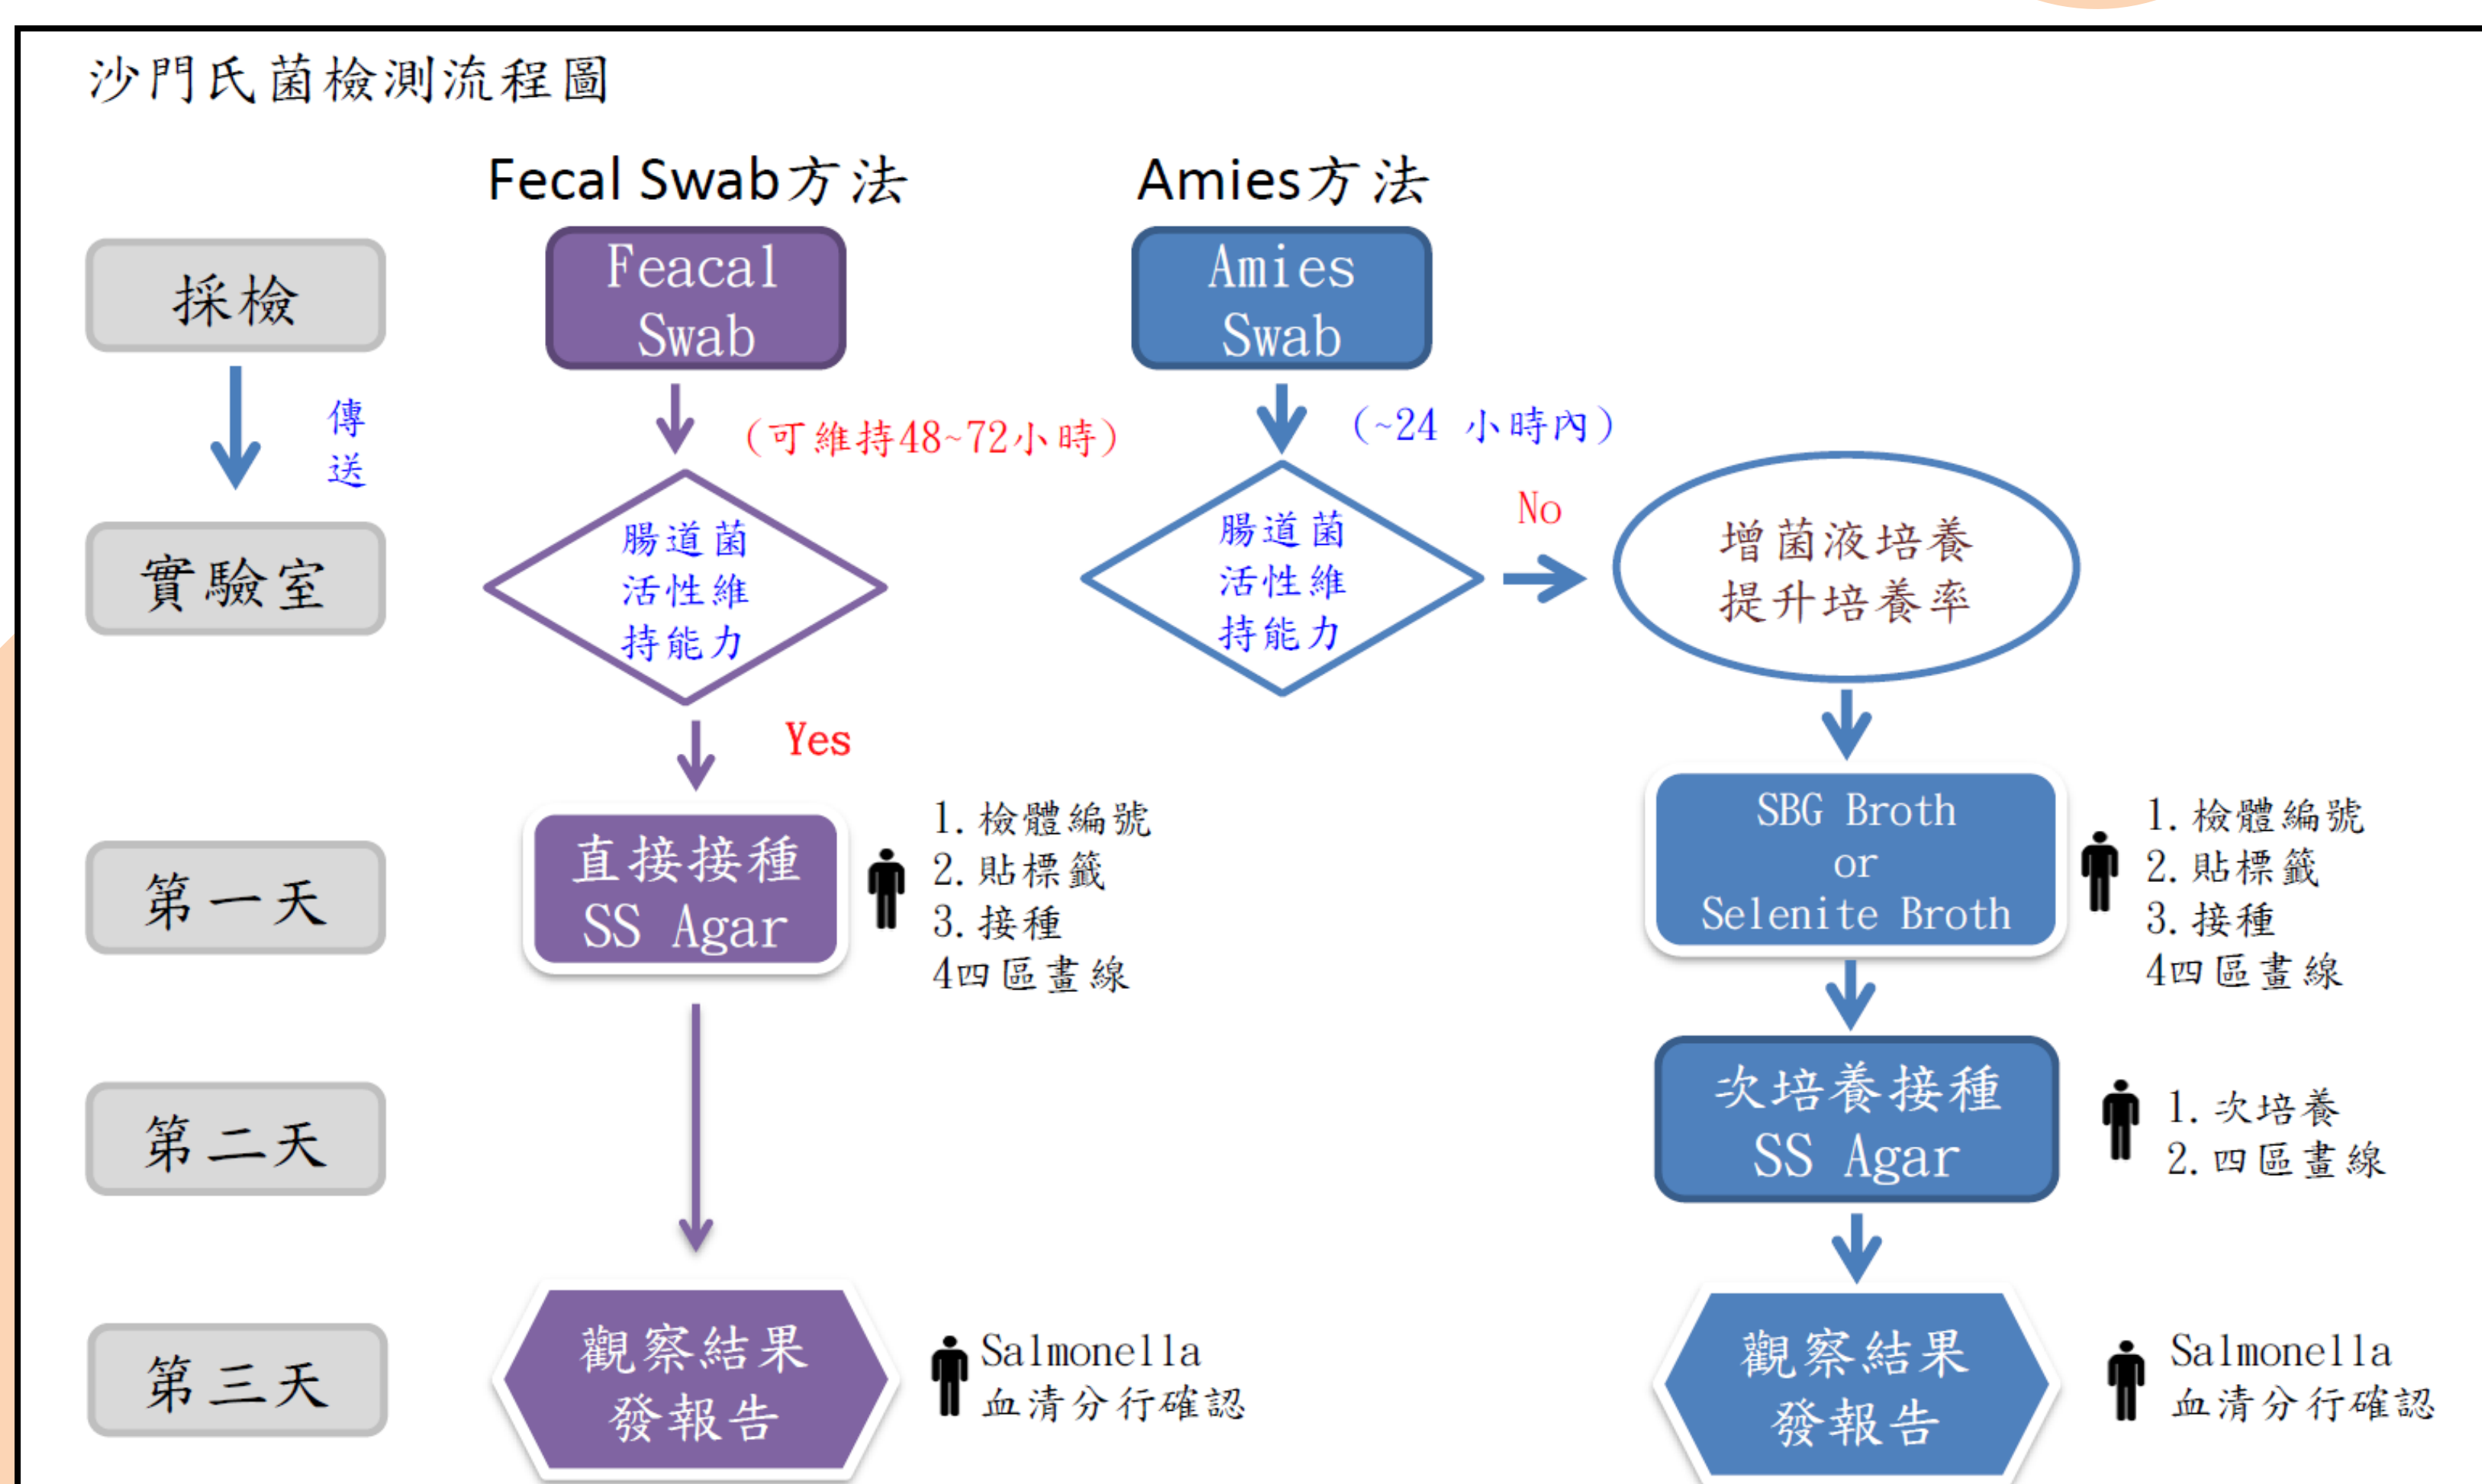 沙門氏菌檢測流程圖
Fecal Swab方法
Amies方法
採檢
Feacal
Swab
Amies
Swab
傳
送
(可維持48~72小時)
(~24 小時內)
實驗室
腸道菌
活性維
持能力
腸道菌
活性維
持能力
No
增菌液培養
提升培養率
Yes
第一天
直接接種
SS Agar
1.檢體編號
2.貼標籤
3.接種
4四區畫線
SBG Broth
or
Selenite Broth
1.檢體編號
2.貼標籤
3.接種
4四區畫線
第二天
次培養接種
SS Agar
1.次培養
2.四區畫線
第三天
觀察結果
發報告
Salmonella
血清分行確認
觀察結果
發報告
Salmonella
血清分行確認